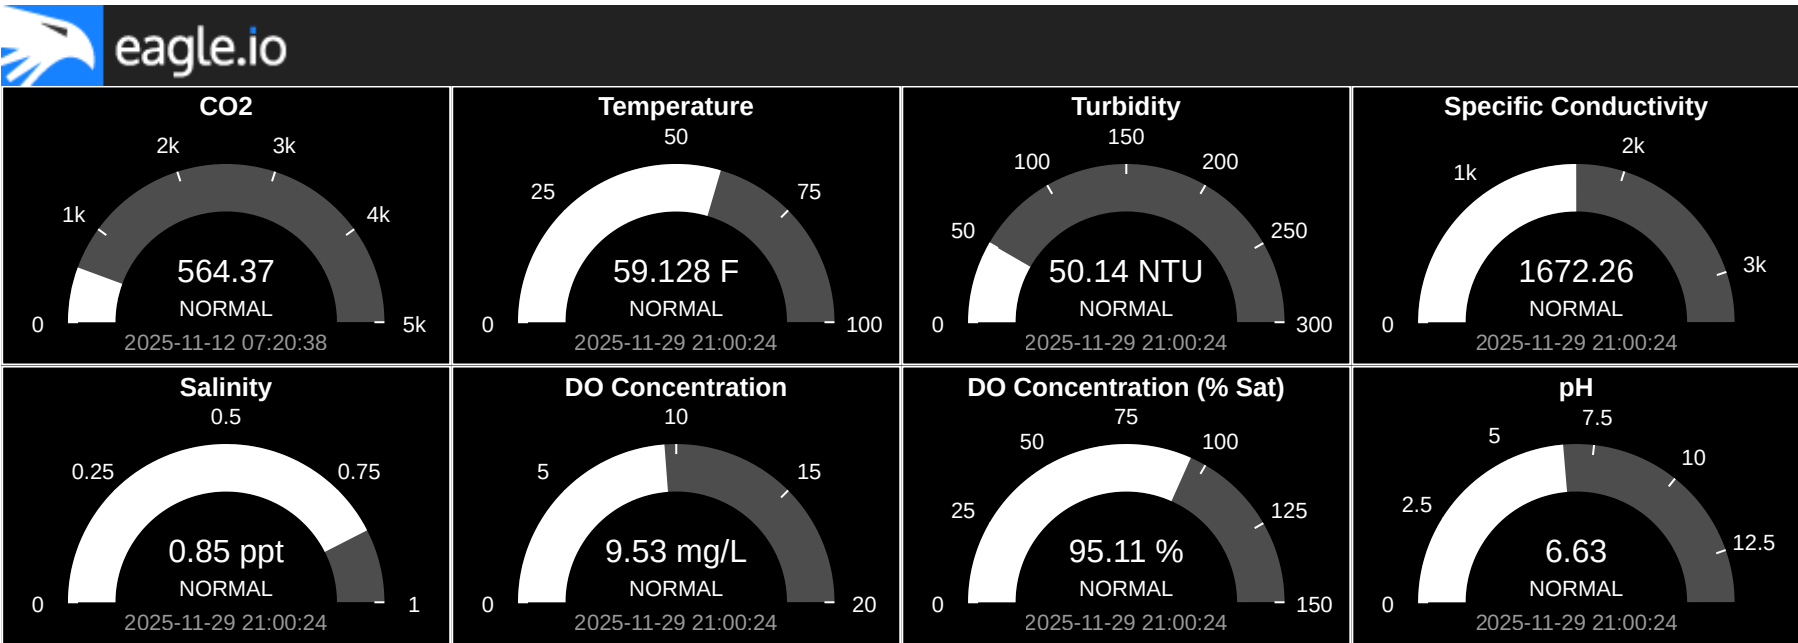 eagle.io
CO2
0
1k
2k
3k
4k
5k
564.37
NORMAL
2025-11-12 07:20:38
Temperature
0
25
50
75
100
59.128 F
NORMAL
2025-11-29 21:00:24
Turbidity
0
50
100
150
200
250
300
50.14 NTU
NORMAL
2025-11-29 21:00:24
Specific Conductivity
0
1k
2k
3k
1672.26
NORMAL
2025-11-29 21:00:24
Salinity
0
0.25
0.5
0.75
1
0.85 ppt
NORMAL
2025-11-29 21:00:24
DO Concentration
0
5
10
15
20
9.53 mg/L
NORMAL
2025-11-29 21:00:24
DO Concentration (% Sat)
0
25
50
75
100
125
150
95.11 %
NORMAL
2025-11-29 21:00:24
pH
0
2.5
5
7.5
10
12.5
6.63
NORMAL
2025-11-29 21:00:24